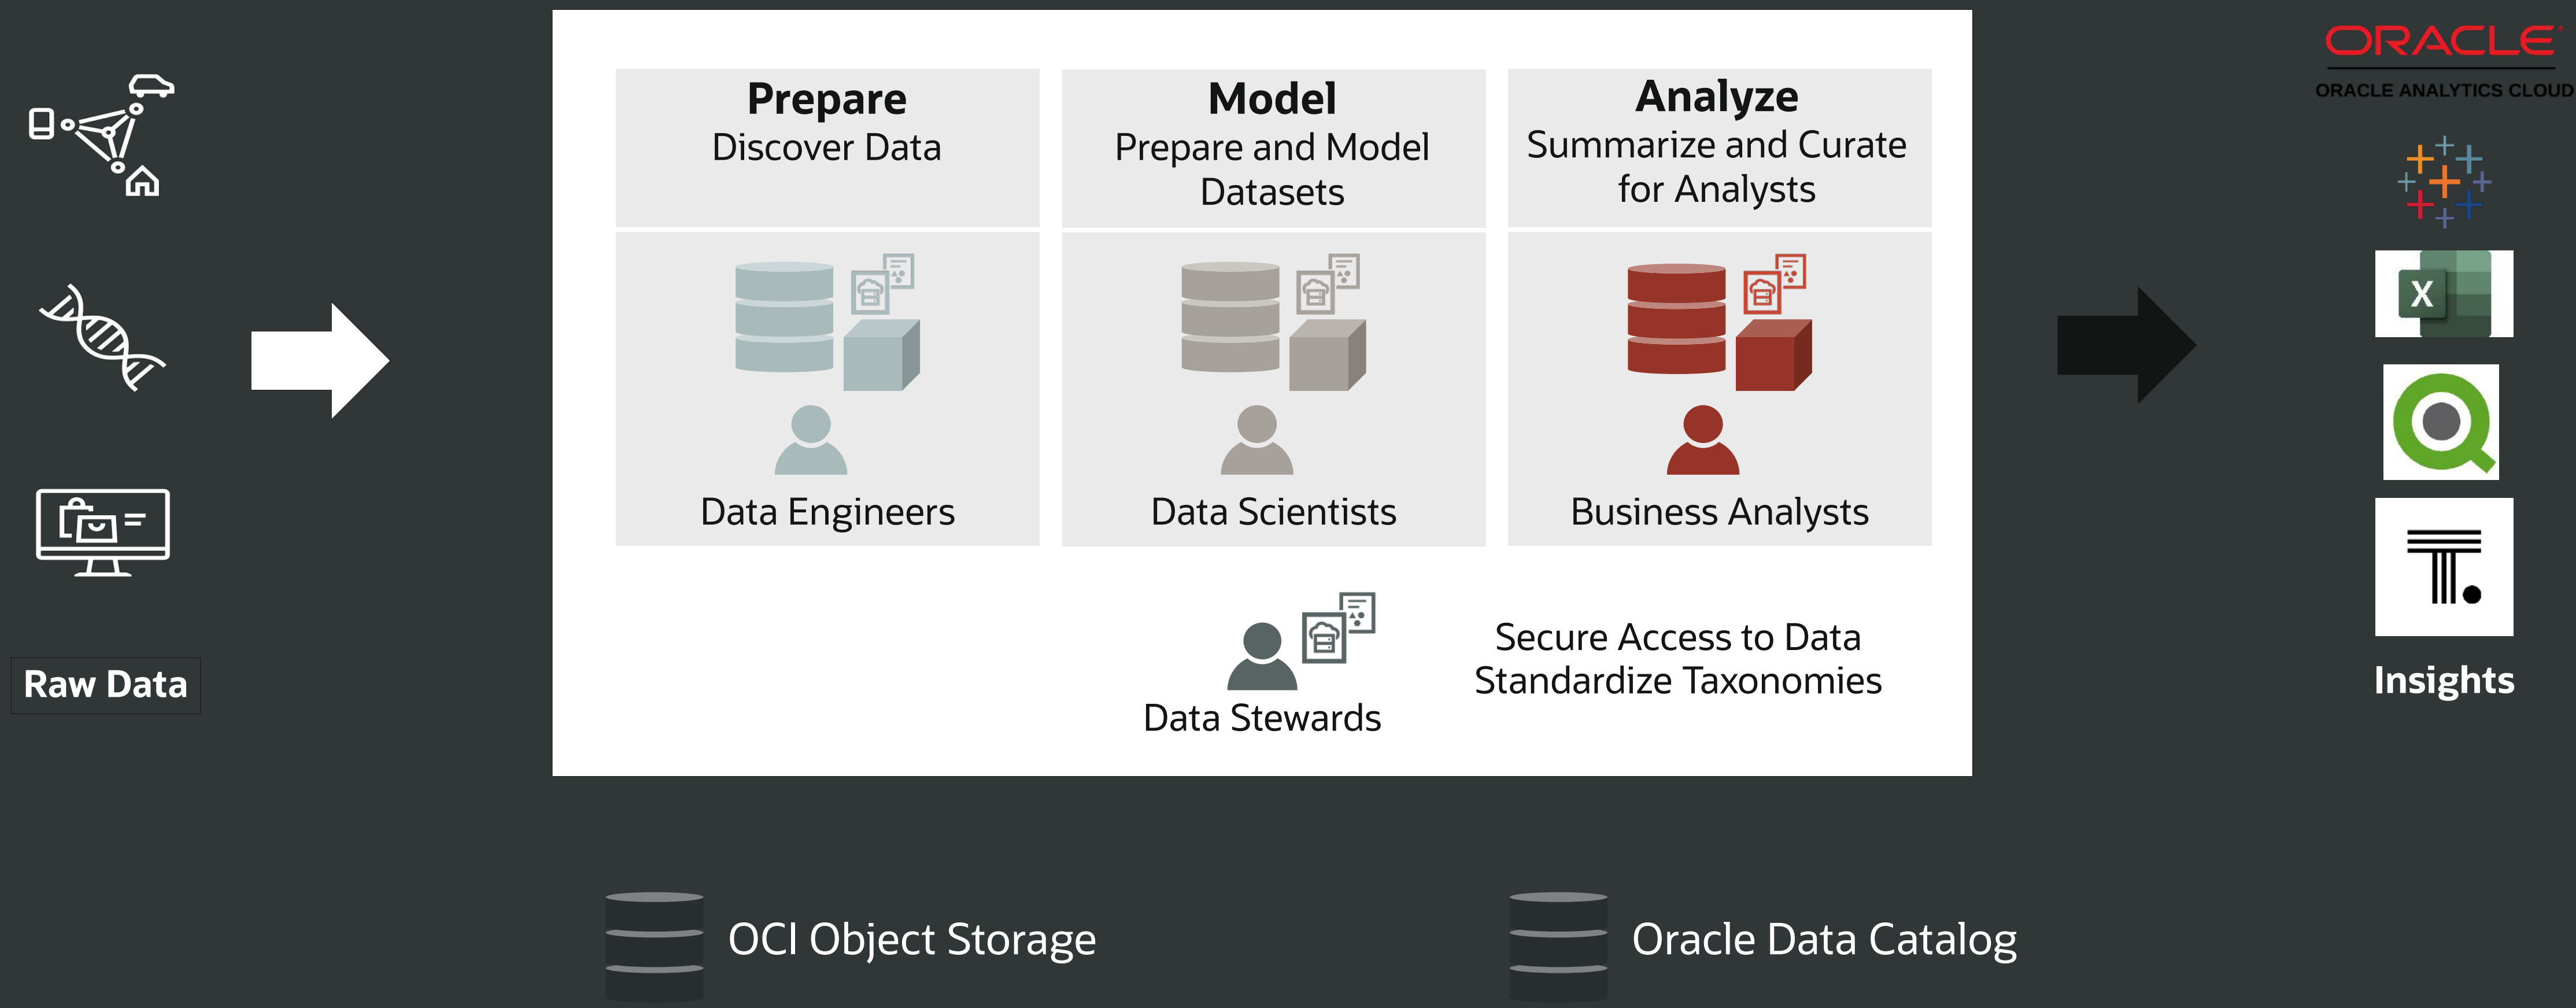 Raw Data
Prepare
Discover Data
Data Engineers
Model
Prepare and Model
Datasets
Data Scientists
Analyze
Summarize and Curate
for Analysts
Business Analysts
Data Stewards
Secure Access to Data
Standardize Taxonomies
ORACLE
ORACLE ANALYTICS CLOUD
X
T.
Insights
OCI Object Storage
Oracle Data Catalog